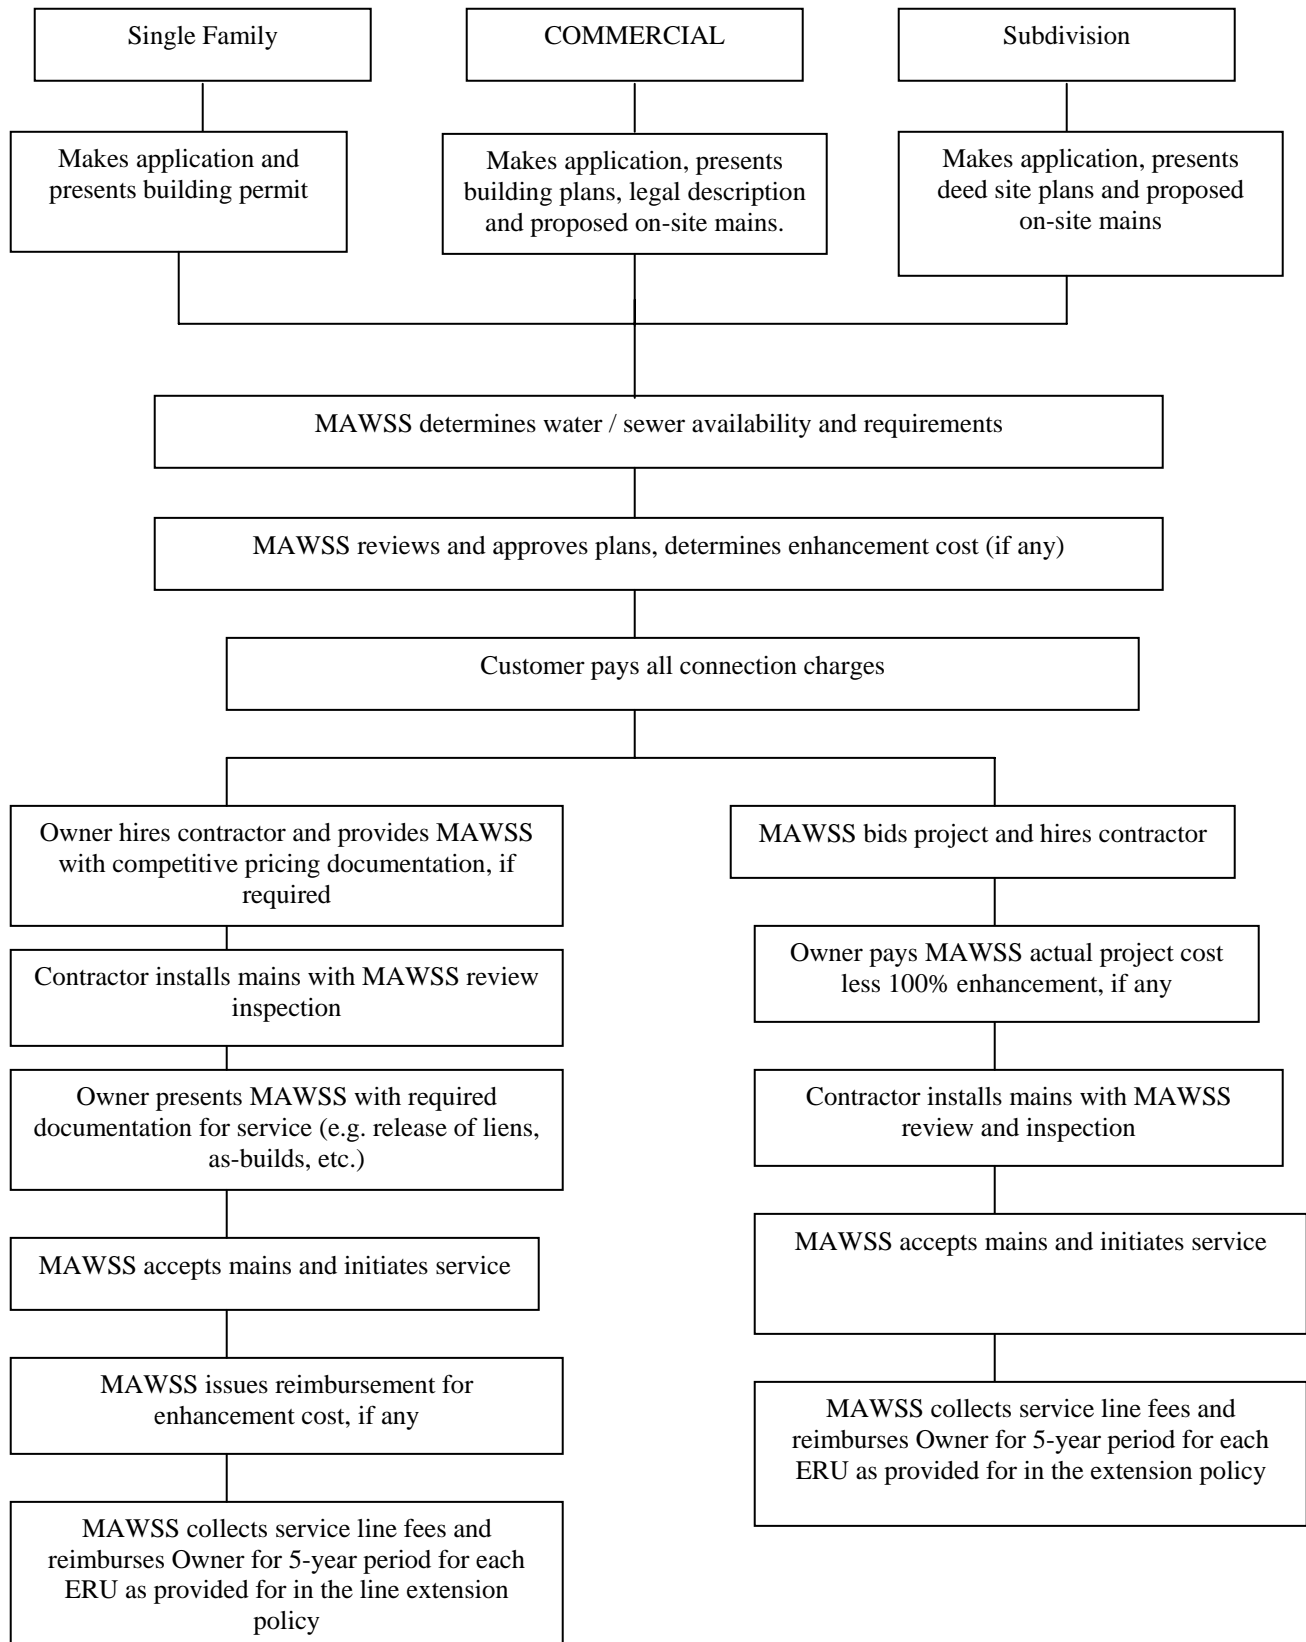 Single Family
COMMERCIAL
Subdivision
Makes application and
presents building permit
Makes application, presents
building plans, legal description
and proposed on-site mains.
Makes application, presents
deed site plans and proposed
on-site mains
MAWSS determines water / sewer availability and requirements
MAWSS reviews and approves plans, determines enhancement cost (if any)
Customer pays all connection charges
Owner hires contractor and provides MAWSS
with competitive pricing documentation, if
required
Contractor installs mains with MAWSS review
inspection
Owner presents MAWSS with required
documentation for service (e.g. release of liens,
as-builds, etc.)
MAWSS accepts mains and initiates service
MAWSS issues reimbursement for
enhancement cost, if any
MAWSS collects service line fees and
reimburses Owner for 5-year period for each
ERU as provided for in the line extension
policy
MAWSS bids project and hires contractor
Owner pays MAWSS actual project cost
less 100% enhancement, if any
Contractor installs mains with MAWSS
review and inspection
MAWSS accepts mains and initiates service
MAWSS collects service line fees and
reimburses Owner for 5-year period for each
ERU as provided for in the extension policy